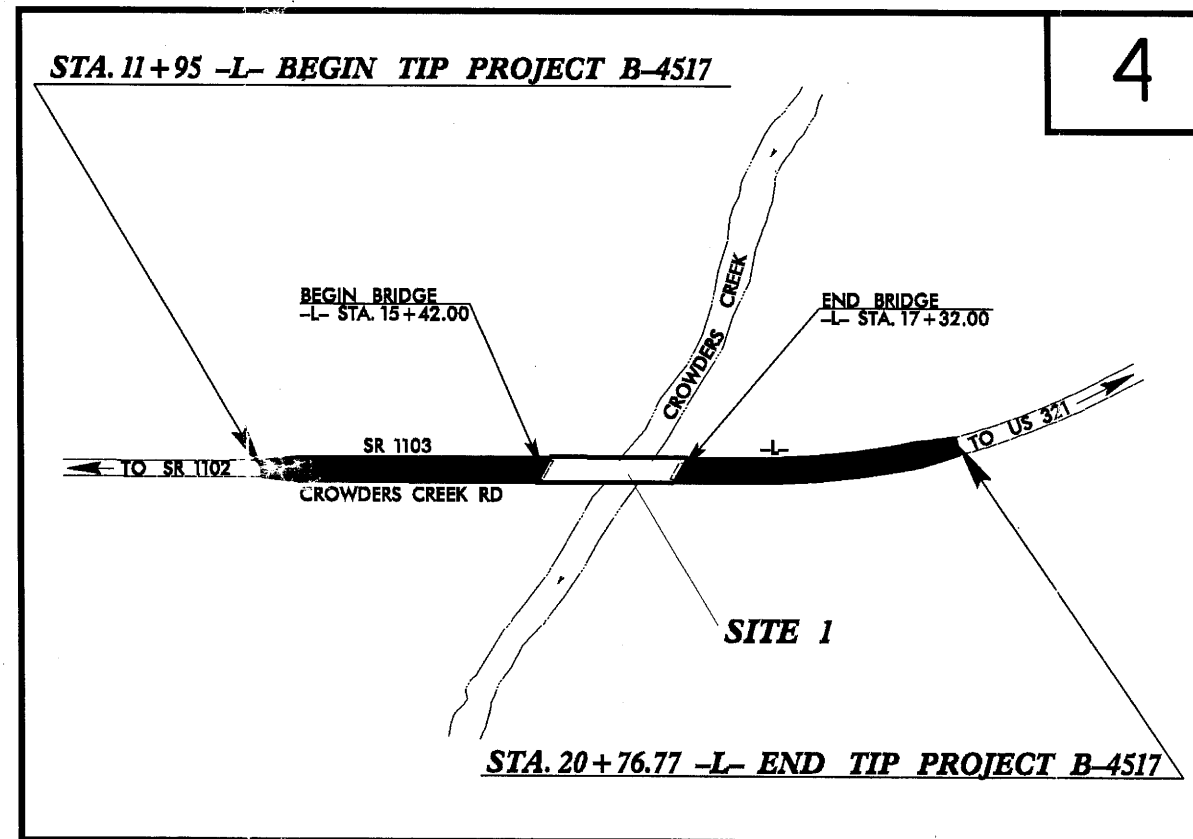 STA. 11+95 -L- BEGIN TIP PROJECT B-4517
4
BEGIN BRIDGE
-L- STA. 15+42.00
END BRIDGE
-L- STA. 17+32.00
CROWDERS CREEK
SR 1103
-L-
TO US 321
TO SR 1102
CROWDERS CREEK RD
SITE 1
STA. 20+76.77 -L- END TIP PROJECT B-4517